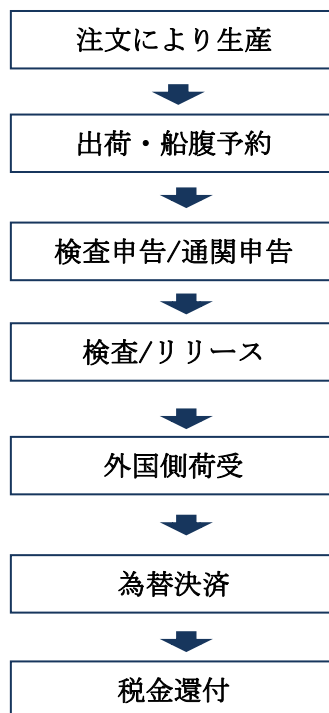 注文により生産
出荷・船腹予約
検査申告/通関申告
検査/リリース
外国側荷受
為替決済
税金還付